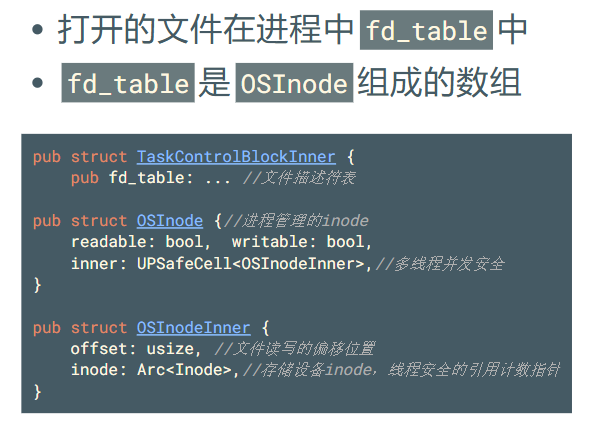 • 打开的文件在进程中 fd_table 中
• fd_table 是 OSInode 组成的数组
pub struct TaskControlBlockInner {
    pub fd_table: ... //文件描述符表

pub struct OSInode {//进程管理的inode
    readable: bool,  writable: bool,
    inner: UPSafeCell<OSInodeInner>,//多线程并发安全
}

pub struct OSInodeInner {
    offset: usize, //文件读写的偏移位置
    inode: Arc<Inode>,//存储设备inode，线程安全的引用计数指针
}